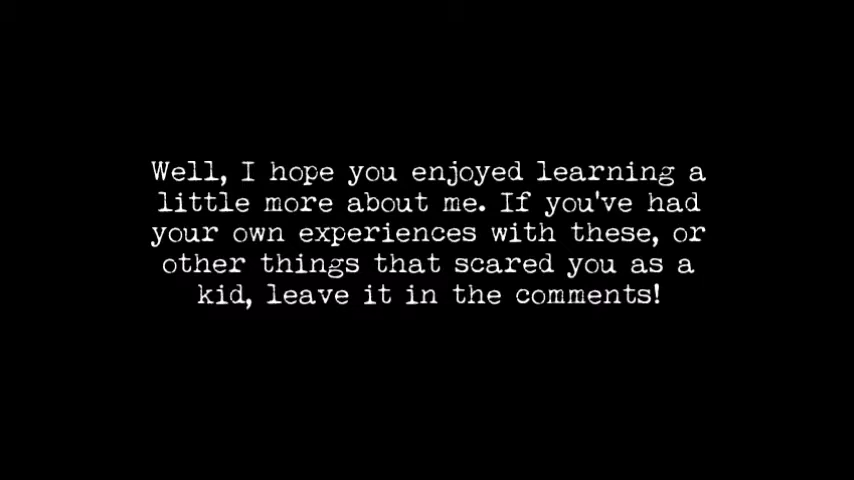 Well, I hope you enjoyed learning a
little more about me. If you've had
your own experiences with these, or
other things that scared you as a
kid, leave it in the comments!